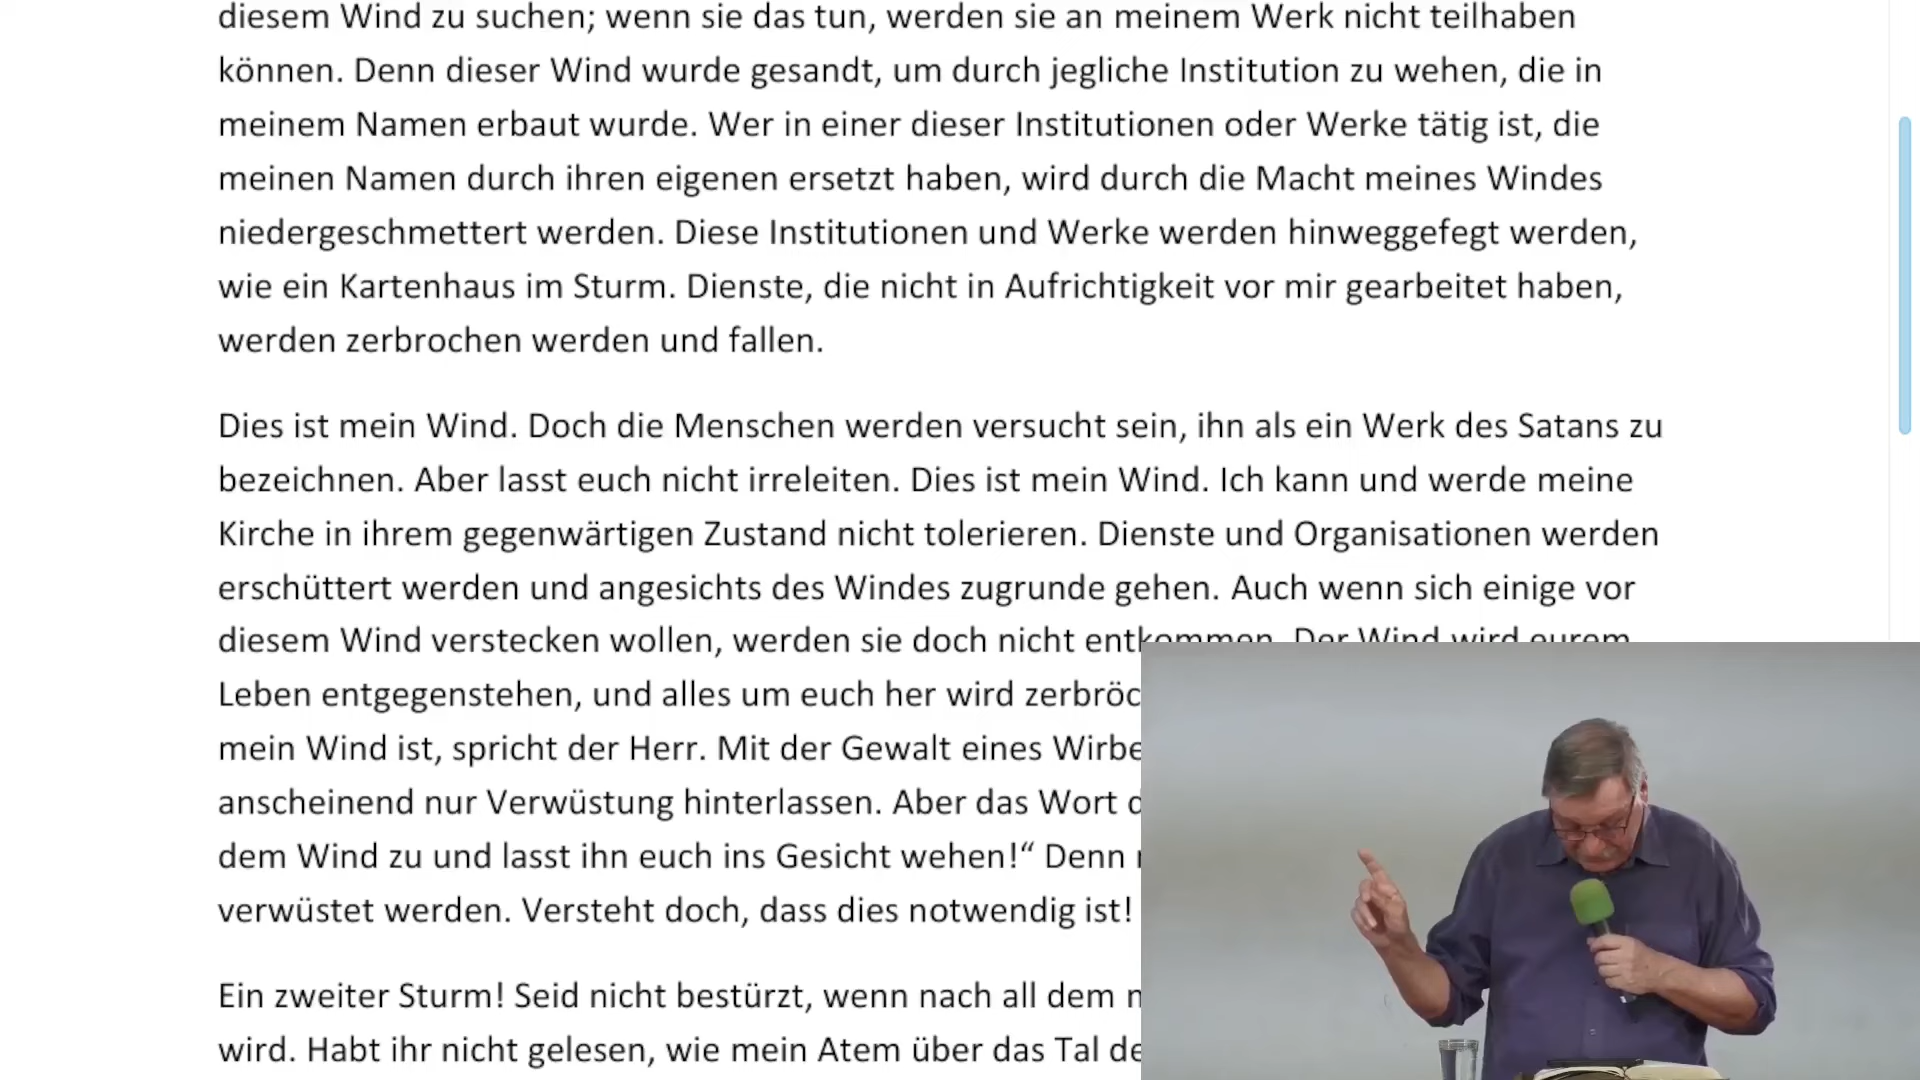 diesem Wind zu suchen; wenn sie das tun, werden sie an meinem Werk nicht teilhaben
können. Denn dieser Wind wurde gesandt, um durch jegliche Institution zu wehen, die in
meinem Namen erbaut wurde. Wer in einer dieser Institutionen oder Werke tätig ist, die
meinen Namen durch ihren eigenen ersetzt haben, wird durch die Macht meines Windes
niedergeschmettert werden. Diese Institutionen und Werke werden hinweggefegt werden,
wie ein Kartenhaus im Sturm. Dienste, die nicht in Aufrichtigkeit vor mir gearbeitet haben,
werden zerbrochen werden und fallen.
Dies ist mein Wind. Doch die Menschen werden versucht sein, ihn als ein Werk des Satans zu
bezeichnen. Aber lasst euch nicht irreleiten. Dies ist mein Wind. Ich kann und werde meine
Kirche in ihrem gegenwärtigen Zustand nicht tolerieren. Dienste und Organisationen werden
erschüttert werden und angesichts des Windes zugrunde gehen. Auch wenn sich einige vor
diesem Wind verstecken wollen, werden sie doch nicht entkommen. Der Wind wird eurem
Leben entgegenstehen, und alles um euch her wird zerbröc
mein Wind ist, spricht der Herr. Mit der Gewalt eines Wirbe
anscheinend nur Verwüstung hinterlassen. Aber das Wort d
dem Wind zu und lasst ihn euch ins Gesicht wehen!“ Denn
verwüstet werden. Versteht doch, dass dies notwendig ist!
Ein zweiter Sturm! Seid nicht bestürzt, wenn nach all dem
wird. Habt ihr nicht gelesen, wie mein Atem über das Tal de